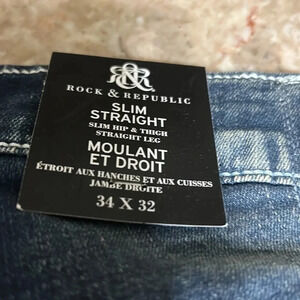 RR
ROCK & REPUBLIC
SLIM
STRAIGHT
SLIM HIP & THIGH
STRAIGHT LEG
MOULANT
ET DROIT
ÉTROIT AUX HANCHES ET AUX CUISSES
JAMBE DROITE
34 X 32